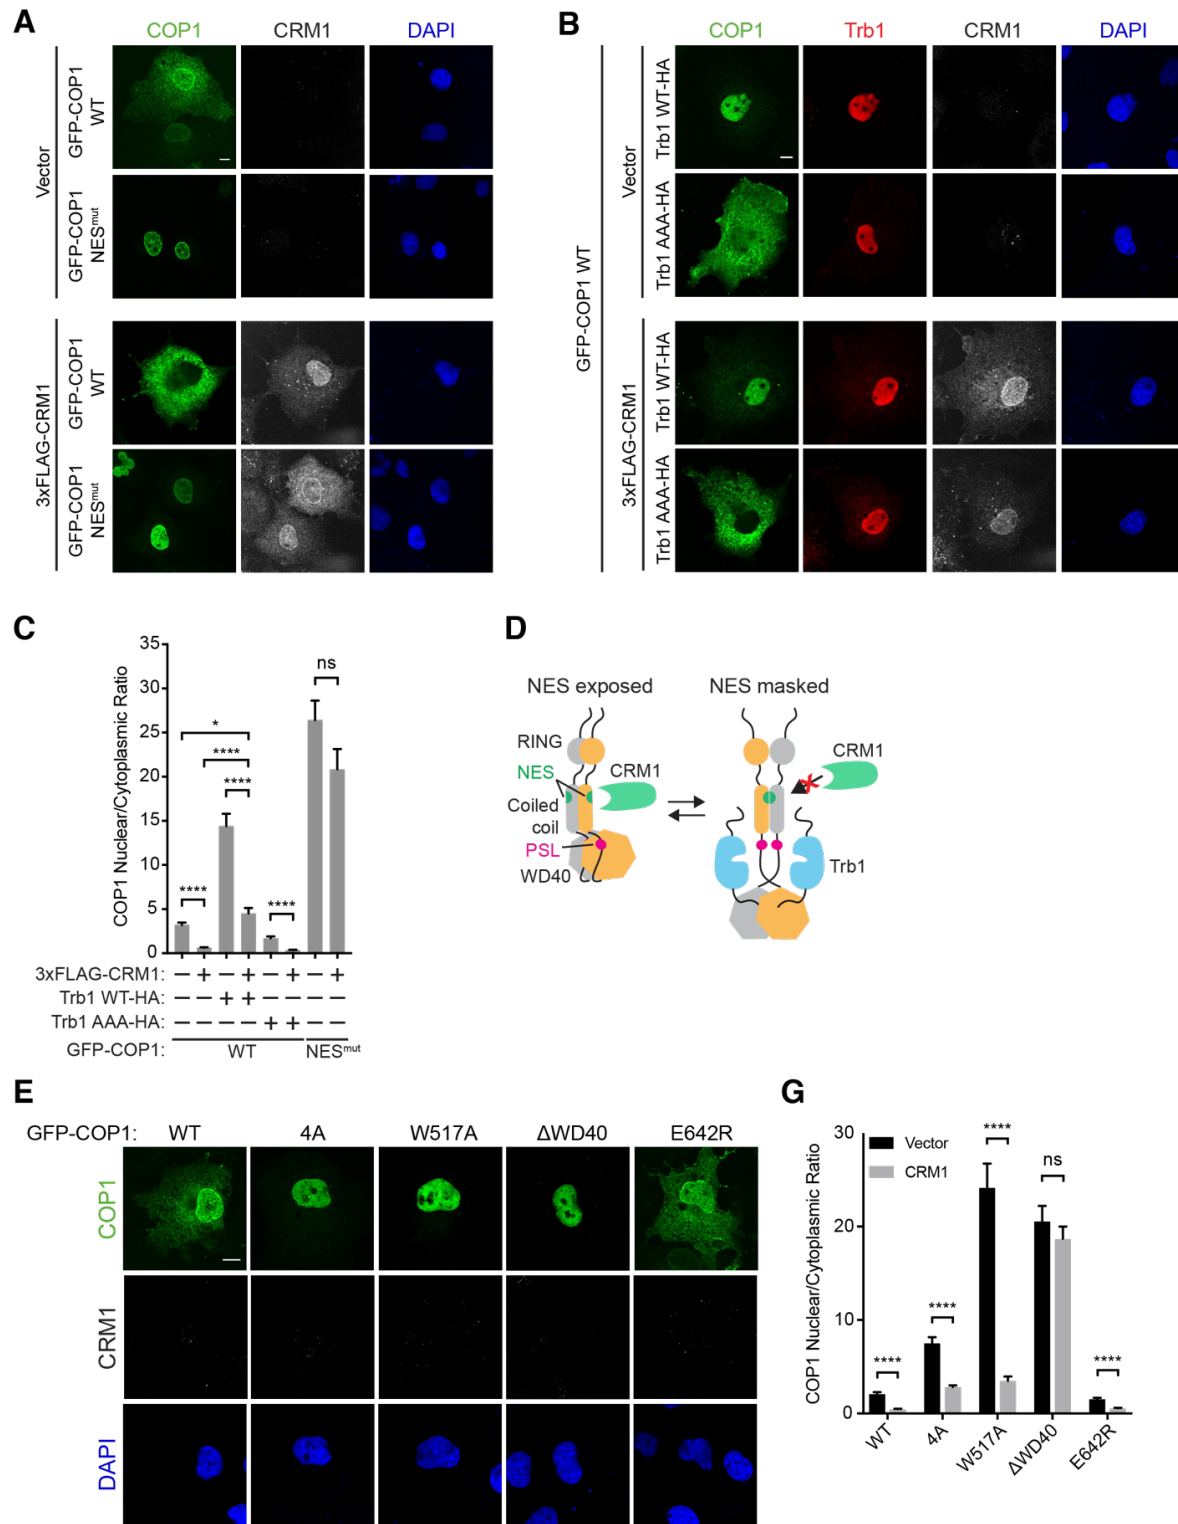 A
COP1 CRM1 DAPI
Vector
GFP-COP1 WT
GFP-COP1 NESmut
3xFLAG-CRM1
GFP-COP1 WT
GFP-COP1 NESmut
B
COP1 Trb1 CRM1 DAPI
GFP-COP1 WT
Vector
Trb1 WT-HA
Trb1 AAA-HA
3xFLAG-CRM1
Trb1 WT-HA
Trb1 AAA-HA
C
COP1 Nuclear/Cytoplasmic Ratio
35
30
25
20
15
10
5
0
ns
*
****
****
****
****
3xFLAG-CRM1: – + – + – + – +
Trb1 WT-HA: – – + + – – – –
Trb1 AAA-HA: – – – – + + – –
GFP-COP1: WT NESmut
D
NES exposed NES masked
RING
NES
CRM1
CRM1
Coiled
coil
PSL
WD40
Trb1
E
GFP-COP1: WT 4A W517A ΔWD40 E642R
COP1
CRM1
DAPI
G
COP1 Nuclear/Cytoplasmic Ratio
30
20
10
0
Vector
CRM1
****
****
****
ns
****
WT 4A W517A ΔWD40 E642R